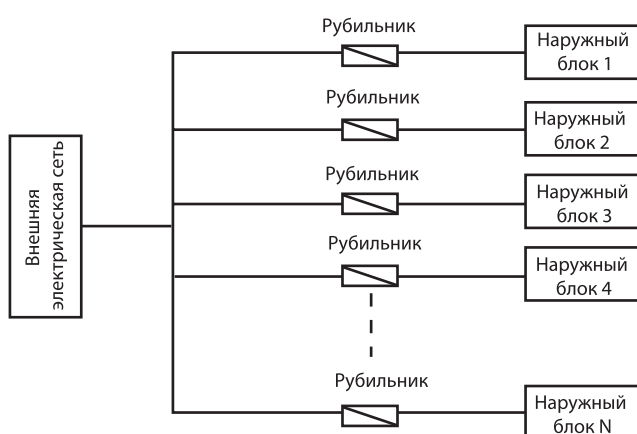 Рубильник
Наружный
блок 1
Рубильник
Наружный
блок 2
Внешняя
электрическая сеть
Рубильник
Наружный
блок 3
Рубильник
Наружный
блок 4
Рубильник
Наружный
блок N